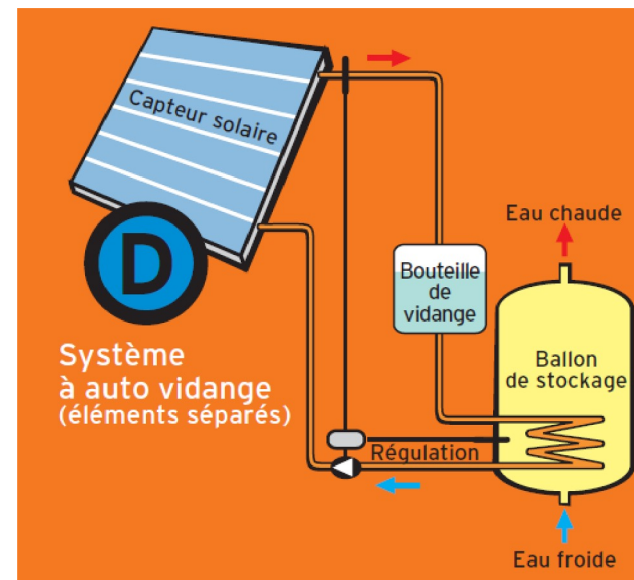 Capteur solaire
Eau chaude
D
Bouteille
de
vidange
Système
à auto vidange
(éléments séparés)
Ballon
de stockage
Régulation
Eau froide